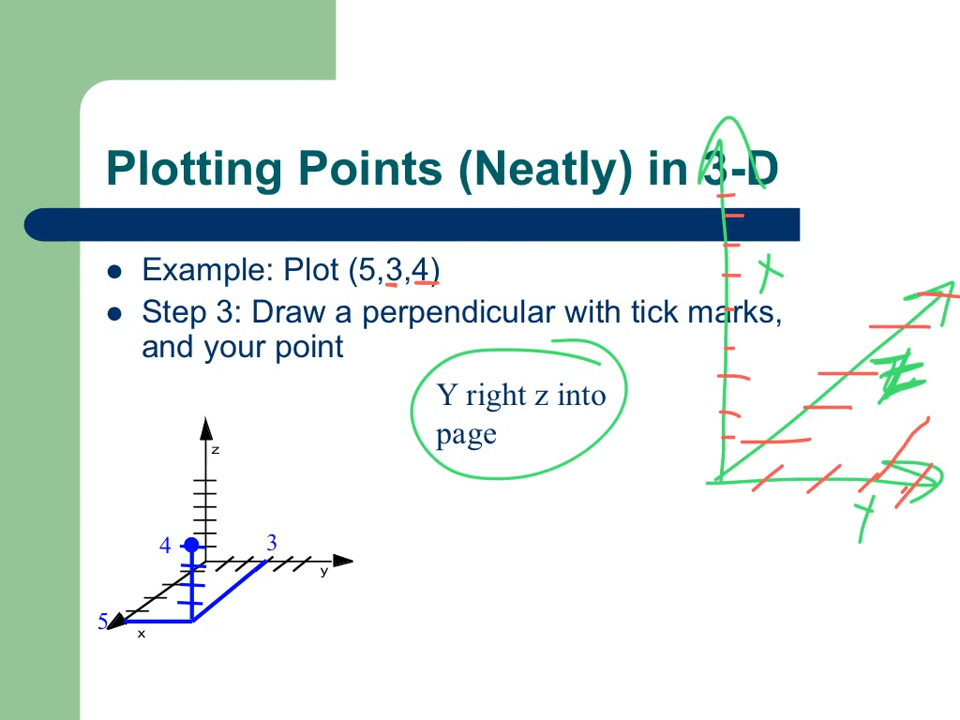 Plotting Points (Neatly) in 3-D
Example: Plot (5,3,4)
Step 3: Draw a perpendicular with tick marks,
and your point
Y right z into
page
x
z
z
4
3
y
5
x
Y